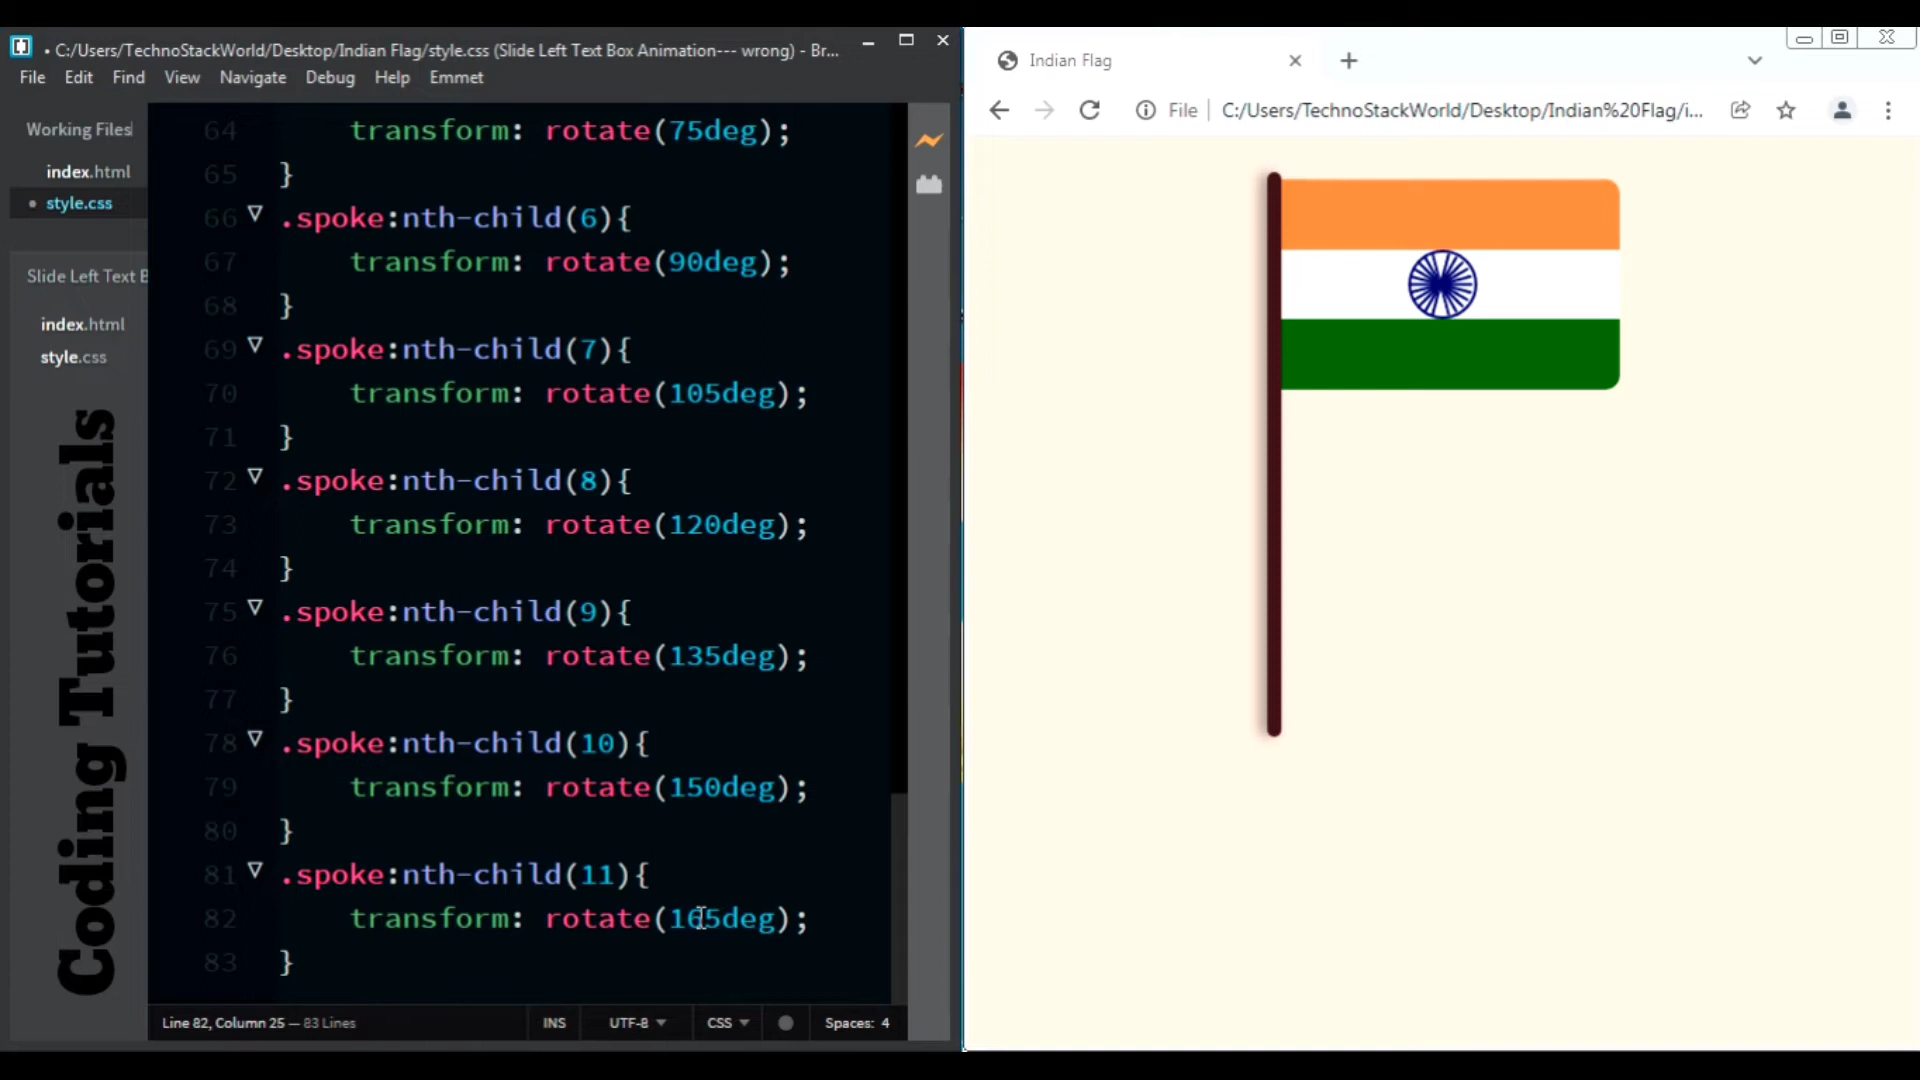 • C:/Users/TechnoStackWorld/Desktop/Indian Flag/style.css (Slide Left Text Box Animation--- wrong) - Br...
File Edit Find View Navigate Debug Help Emmet
Working Files
index.html
• style.css
Slide Left Text B
index.html
style.css
Coding Tutorials
64 transform: rotate(75deg);
65 }
66 .spoke:nth-child(6){
67 transform: rotate(90deg);
68 }
69 .spoke:nth-child(7){
70 transform: rotate(105deg);
71 }
72 .spoke:nth-child(8){
73 transform: rotate(120deg);
74 }
75 .spoke:nth-child(9){
76 transform: rotate(135deg);
77 }
78 .spoke:nth-child(10){
79 transform: rotate(150deg);
80 }
81 .spoke:nth-child(11){
82 transform: rotate(165deg);
83 }
Line 82, Column 25 — 83 Lines
INS UTF-8 CSS Spaces: 4
Indian Flag
File C:/Users/TechnoStackWorld/Desktop/Indian%20Flag/i...